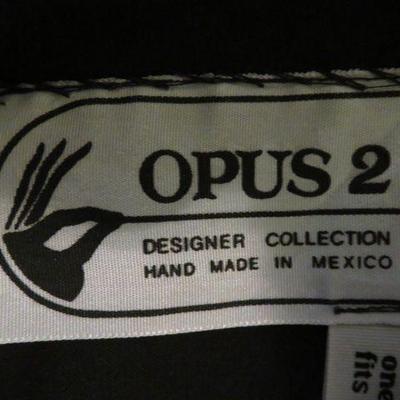 OPUS 2
DESIGNER COLLECTION
HAND MADE IN MEXICO
one
fits